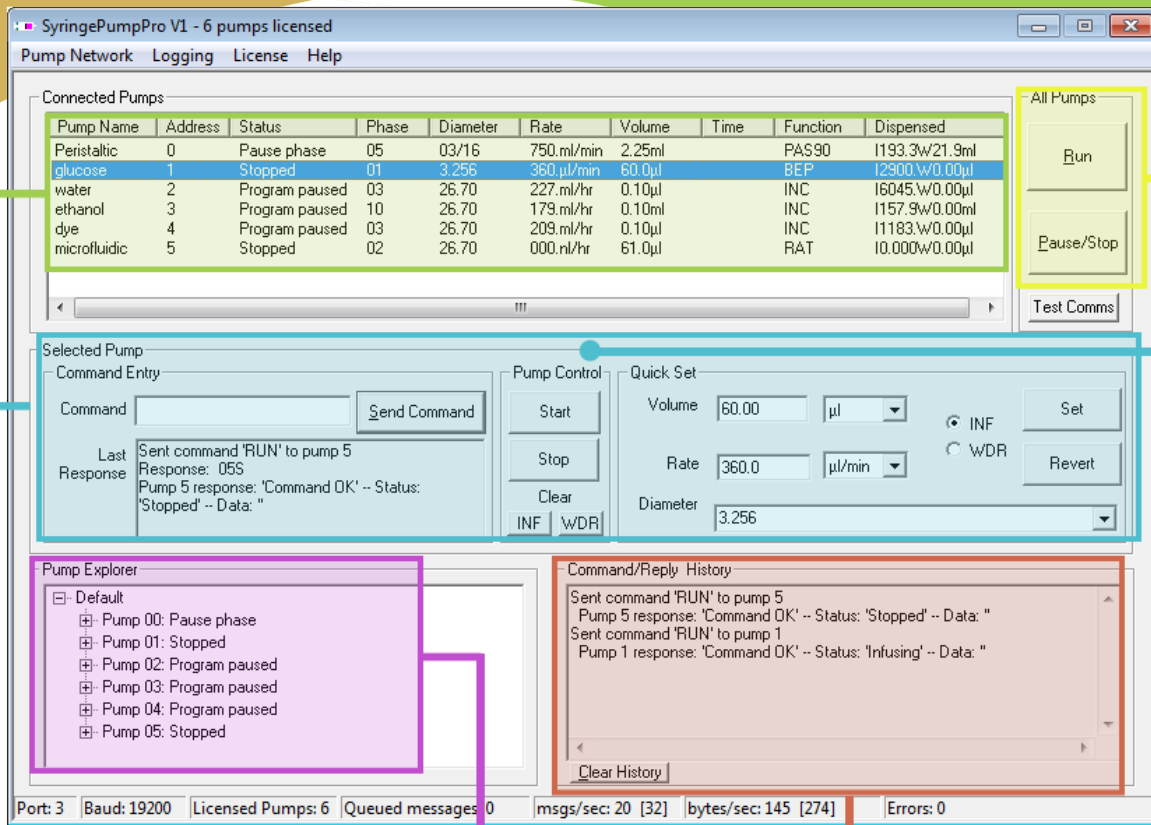 SyringePumpPro V1 - 6 pumps licensed
Pump Network Logging License Help
Connected Pumps
Pump Name Address Status Phase Diameter Rate Volume Time Function Dispensed
Peristaltic 0 Pause phase 05 03/16 750.ml/min 2.25ml PAS90 I193.3W21.9ml
glucose 1 Stopped 01 3.256 360.µl/min 60.0µl BEP I2900.W0.00µl
water 2 Program paused 03 26.70 227.ml/hr 0.10µl INC I6045.W0.00µl
ethanol 3 Program paused 10 26.70 179.ml/hr 0.10ml INC I157.9W0.00ml
dye 4 Program paused 03 26.70 209.ml/hr 0.10µl INC I1183.W0.00µl
microfluidic 5 Stopped 02 26.70 000.nl/hr 61.0µl RAT I0.000W0.00µl
All Pumps
Run
Pause/Stop
Test Comms
Selected Pump
Command Entry
Command
Send Command
Last Response
Sent command 'RUN' to pump 5
Response: 05S
Pump 5 response: 'Command OK' -- Status:
'Stopped' -- Data: ''
Pump Control
Start
Stop
Clear
INF WDR
Quick Set
Volume 60.00 µl
Rate 360.0 µl/min
Diameter 3.256
INF
WDR
Set
Revert
Pump Explorer
Default
Pump 00: Pause phase
Pump 01: Stopped
Pump 02: Program paused
Pump 03: Program paused
Pump 04: Program paused
Pump 05: Stopped
Command/Reply History
Sent command 'RUN' to pump 5
Pump 5 response: 'Command OK' -- Status: 'Stopped' -- Data: ''
Sent command 'RUN' to pump 1
Pump 1 response: 'Command OK' -- Status: 'Infusing' -- Data: ''
Clear History
Port: 3 Baud: 19200 Licensed Pumps: 6 Queued messages: 0 msgs/sec: 20 [32] bytes/sec: 145 [274] Errors: 0